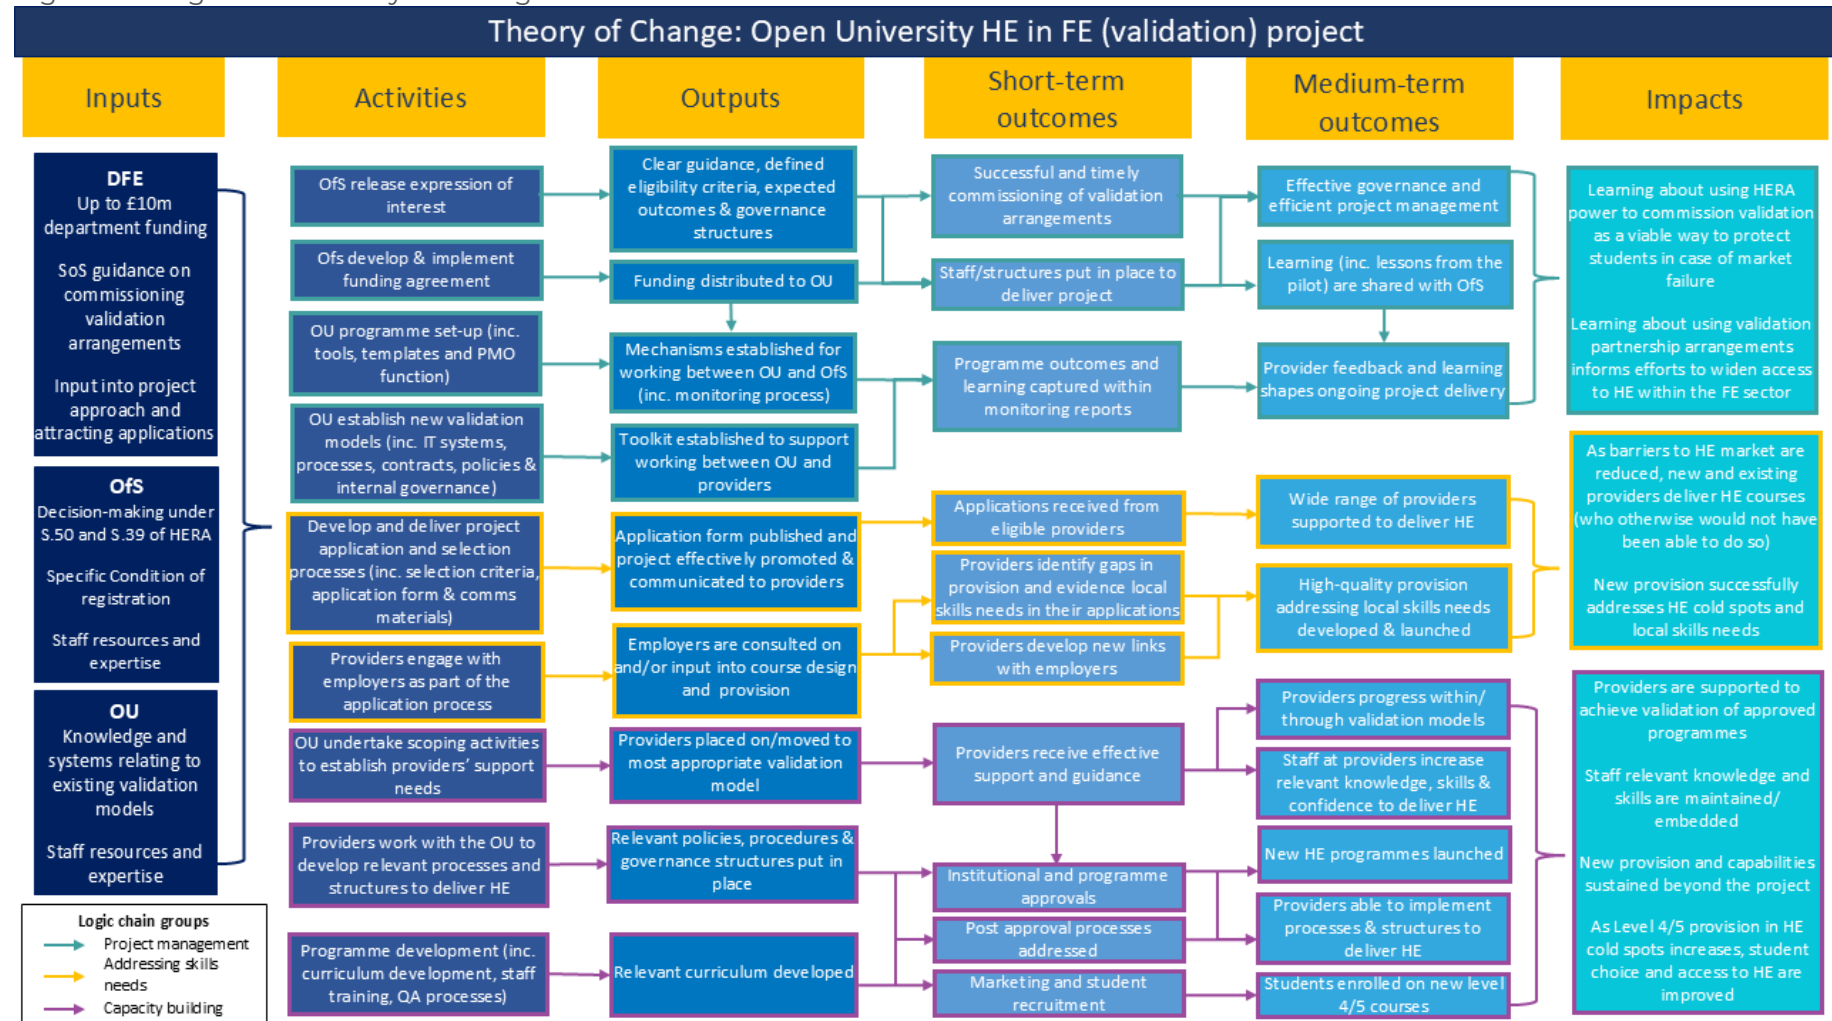 Theory of Change: Open University HE in FE (validation) project
Inputs
Activities
Outputs
Short-term
outcomes
Medium-term
outcomes
Impacts
DFE
Up to £10m
department funding
SoS guidance on
commissioning
validation
arrangements
Input into project
approach and
attracting applications
OfS
Decision-making under
S.50 and S.39 of HERA
Specific Condition of
registration
Staff resources and
expertise
OU
Knowledge and
systems relating to
existing validation
models
Staff resources and
expertise
Logic chain groups
Project management
Addressing skills
needs
Capacity building
OfS release expression of
interest
Ofs develop & implement
funding agreement
OU programme set-up (inc.
tools, templates and PMO
function)
OU establish new validation
models (inc. IT systems,
processes, contracts, policies &
internal governance)
Develop and deliver project
application and selection
processes (inc. selection criteria,
application form & comms
materials)
Providers engage with
employers as part of the
application process
OU undertake scoping activities
to establish providers' support
needs
Providers work with the OU to
develop relevant processes and
structures to deliver HE
Programme development (inc.
curriculum development, staff
training, QA processes)
Clear guidance, defined
eligibility criteria, expected
outcomes & governance
structures
Funding distributed to OU
Mechanisms established for
working between OU and OfS
(inc. monitoring process)
Toolkit established to support
working between OU and
providers
Application form published and
project effectively promoted &
communicated to providers
Employers are consulted on
and/or input into course design
and provision
Providers placed on/moved to
most appropriate validation
model
Relevant policies, procedures &
governance structures put in
place
Relevant curriculum developed
Successful and timely
commissioning of validation
arrangements
Staff/structures put in place to
deliver project
Programme outcomes and
learning captured within
monitoring reports
Applications received from
eligible providers
Providers identify gaps in
provision and evidence local
skills needs in their applications
Providers develop new links
with employers
Providers receive effective
support and guidance
Institutional and programme
approvals
Post approval processes
addressed
Marketing and student
recruitment
Effective governance and
efficient project management
Learning (inc. lessons from the
pilot) are shared with OfS
Provider feedback and learning
shapes ongoing project delivery
Wide range of providers
supported to deliver HE
High-quality provision
addressing local skills needs
developed & launched
Providers progress within/
through validation models
Staff at providers increase
relevant knowledge, skills &
confidence to deliver HE
New HE programmes launched
Providers able to implement
processes & structures to
deliver HE
Students enrolled on new level
4/5 courses
Learning about using HERA
power to commission validation
as a viable way to protect
students in case of market
failure
Learning about using validation
partnership arrangements
informs efforts to widen access
to HE within the FE sector
As barriers to HE market are
reduced, new and existing
providers deliver HE courses
(who otherwise would not have
been able to do so)
New provision successfully
addresses HE cold spots and
local skills needs
Providers are supported to
achieve validation of approved
programmes
Staff relevant knowledge and
skills are maintained/
embedded
New provision and capabilities
sustained beyond the project
As Level 4/5 provision in HE
cold spots increases, student
choice and access to HE are
improved